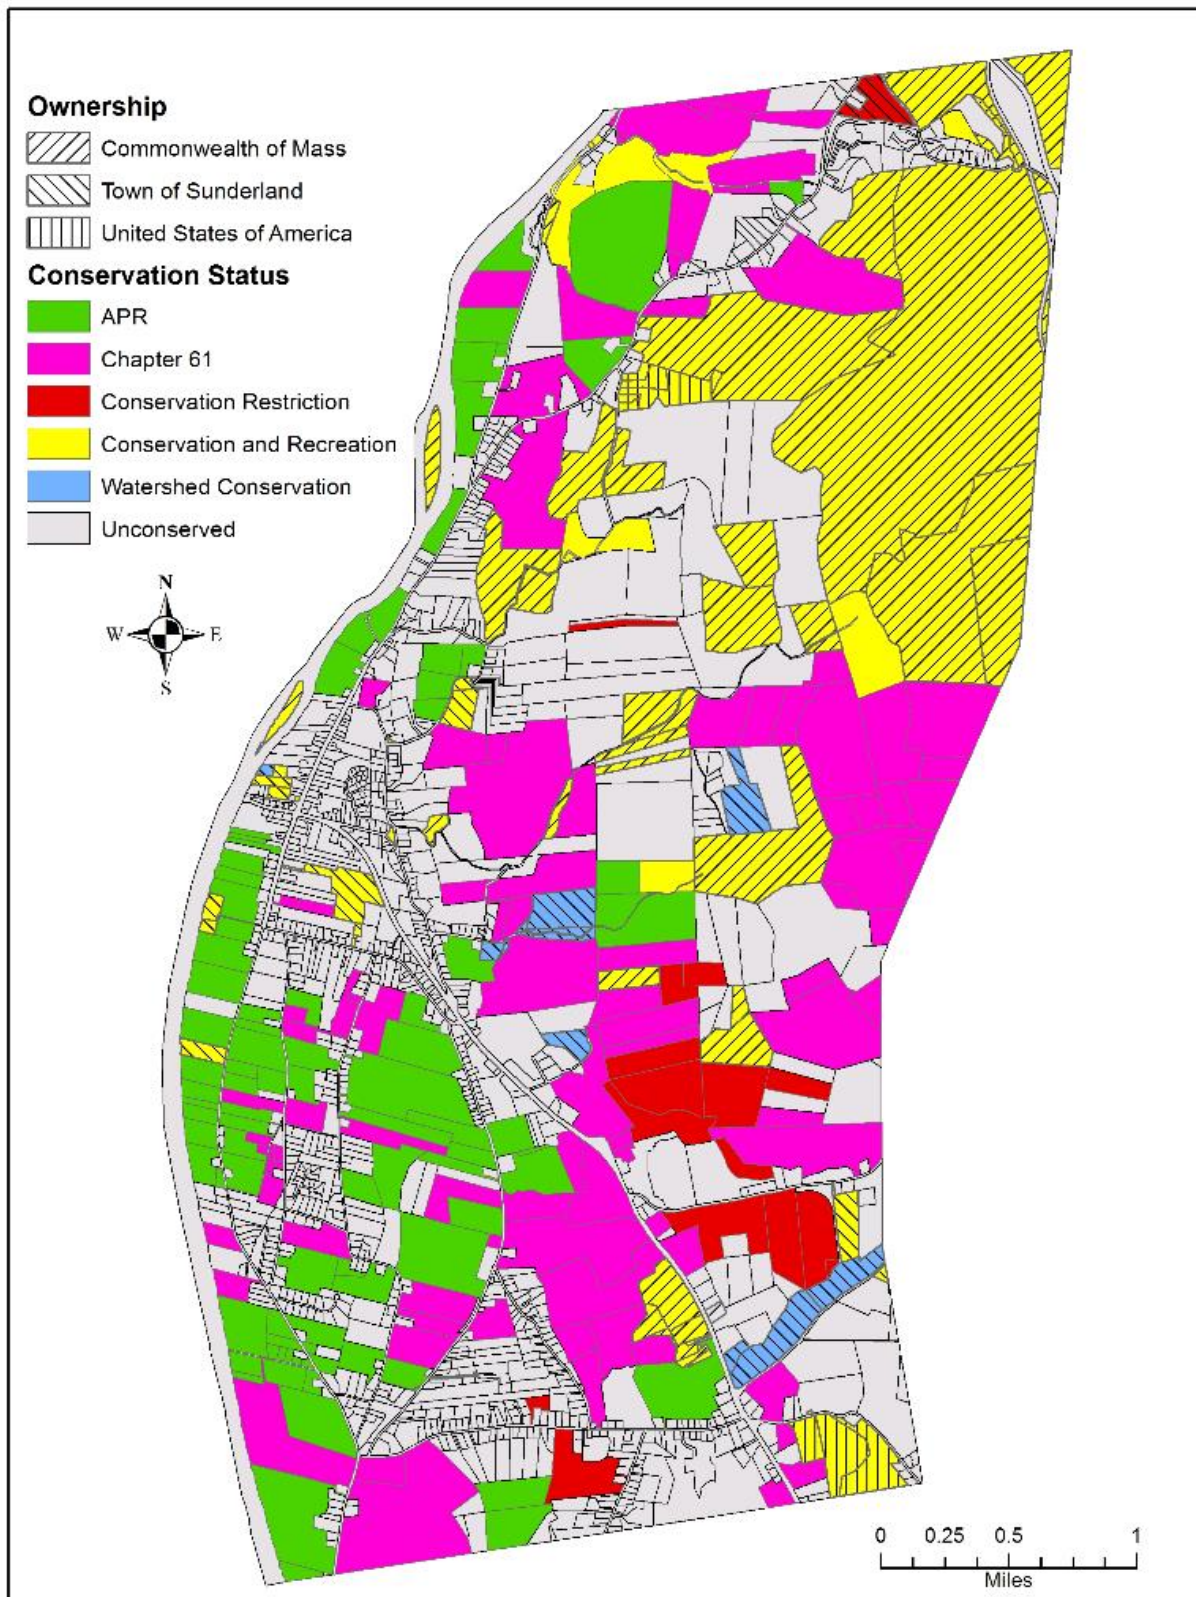 Ownership
Commonwealth of Mass
Town of Sunderland
United States of America
Conservation Status
APR
Chapter 61
Conservation Restriction
Conservation and Recreation
Watershed Conservation
Unconserved
N
W E
S
0 0.25 0.5 1
Miles